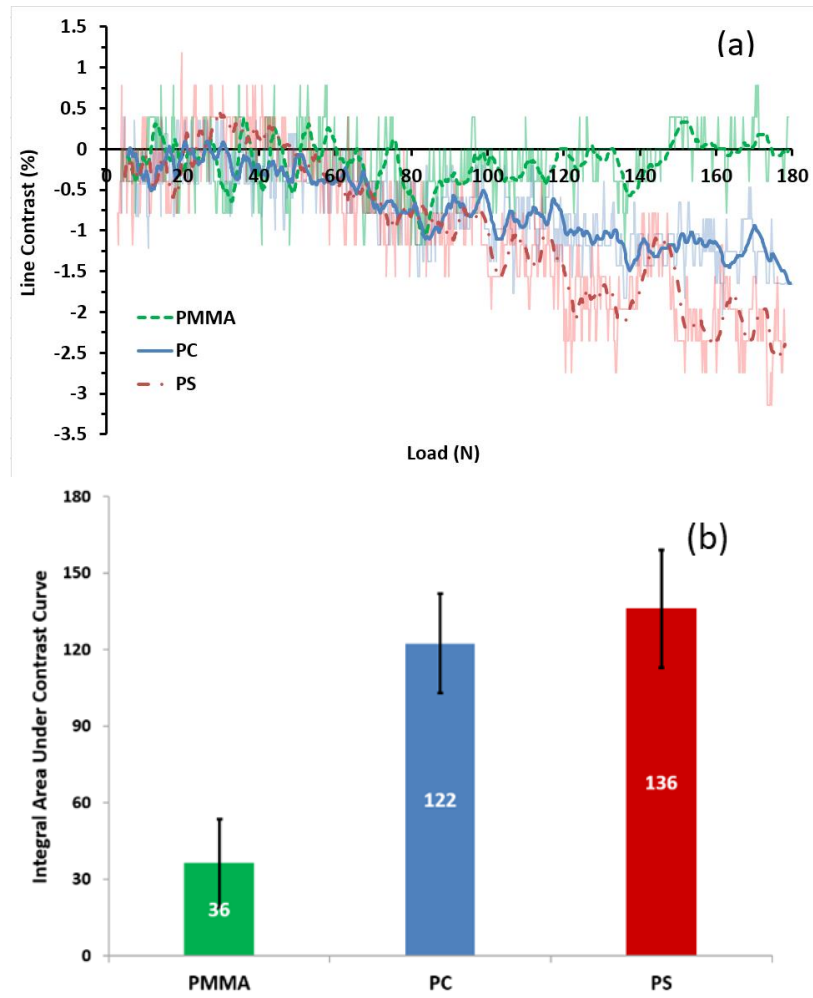 (a)
1.5
1
0.5
0
-0.5
-1
-1.5
-2
-2.5
-3
-3.5
Line Contrast (%)
0 20 40 60 80 100 120 140 160 180
Load (N)
PMMA
PC
PS
(b)
180
150
120
90
60
30
0
Integral Area Under Contrast Curve
36
122
136
PMMA PC PS